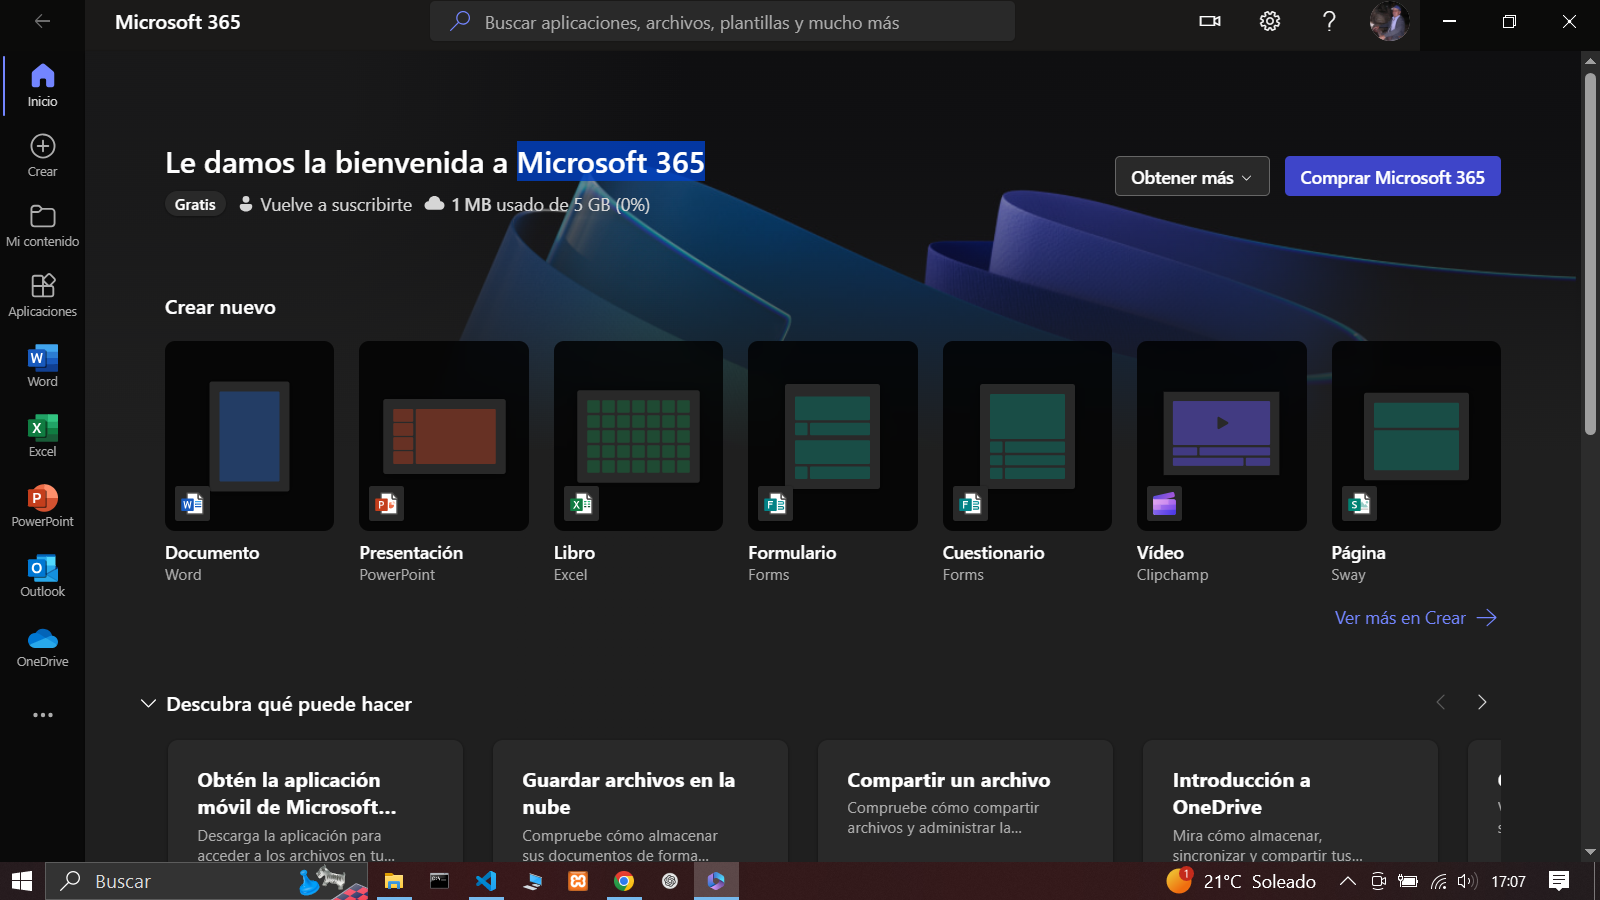 Microsoft 365
Buscar aplicaciones, archivos, plantillas y mucho más
Inicio
Crear
Mi contenido
Aplicaciones
Word
Excel
PowerPoint
Outlook
OneDrive
Le damos la bienvenida a Microsoft 365
Gratis Vuelve a suscribirte 1 MB usado de 5 GB (0%)
Obtener más
Comprar Microsoft 365
Crear nuevo
Documento
Word
Presentación
PowerPoint
Libro
Excel
Formulario
Forms
Cuestionario
Forms
Vídeo
Clipchamp
Página
Sway
Ver más en Crear
Descubra qué puede hacer
Obtén la aplicación
móvil de Microsoft...
Descarga la aplicación para
acceder a los archivos en tu...
Guardar archivos en la
nube
Compruebe cómo almacenar
sus documentos de forma...
Compartir un archivo
Compruebe cómo compartir
archivos y administrar la...
Introducción a
OneDrive
Mira cómo almacenar,
sincronizar y compartir tus...
Buscar
1
21°C Soleado
17:07